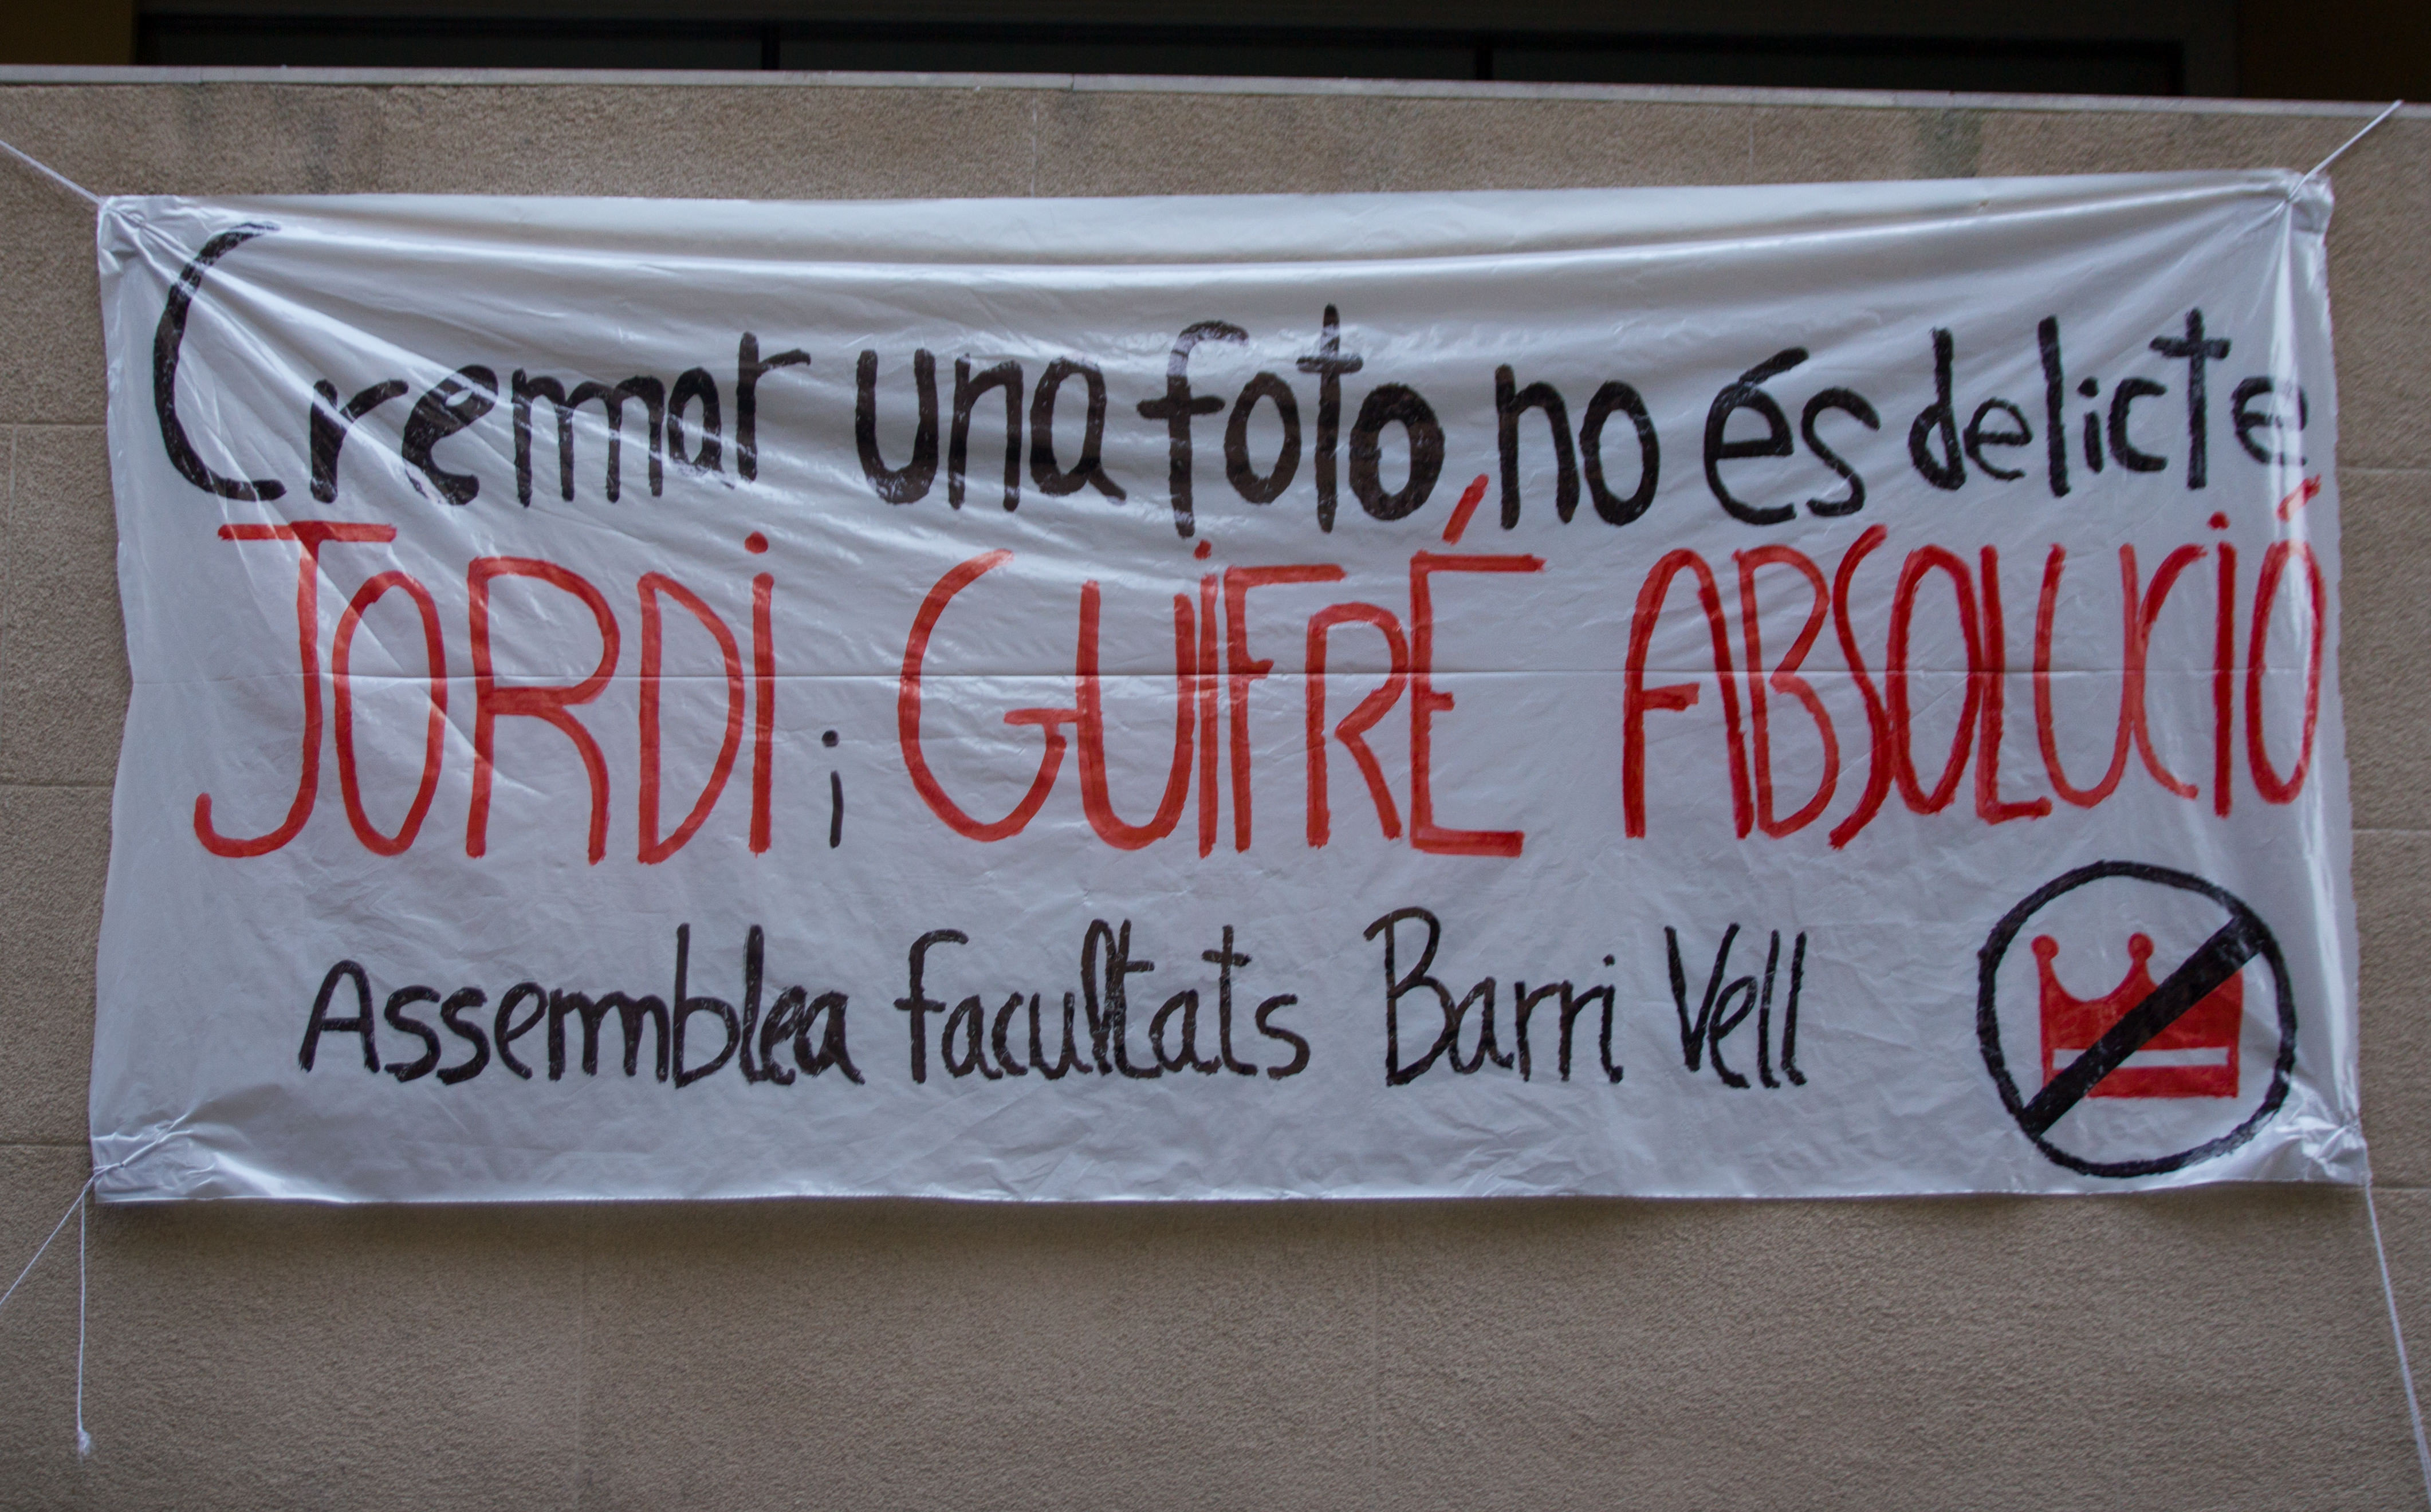 Cremar una foto no és delicte
JORDi i GUiFRÉ ABSOLUCiÓ
Assemblea facultats Barri Vell